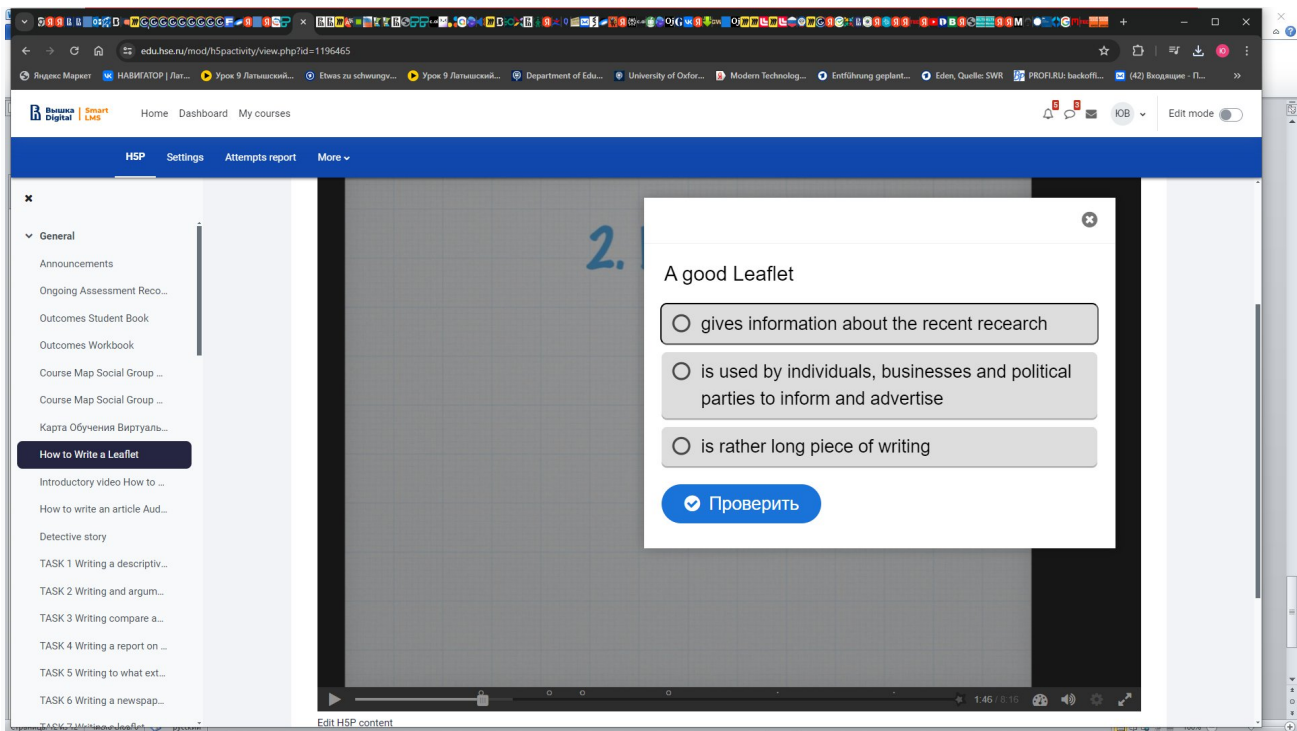 edu.hse.ru/mod/h5pactivity/view.php?id=1196465
Яндекс Маркет
НАВИГАТОР | Лат...
Урок 9 Латышский...
Etwas zu schwungv...
Урок 9 Латышский...
Department of Edu...
University of Oxfor...
Modern Technolog...
Entführung geplant...
Eden, Quelle: SWR
PROFI.RU: backoffi...
(42) Входящие - П...
Вышка Digital | Smart LMS
Home Dashboard My courses
5
3
ЮВ
Edit mode
H5P Settings Attempts report More
General
Announcements
Ongoing Assessment Reco...
Outcomes Student Book
Outcomes Workbook
Course Map Social Group ...
Course Map Social Group ...
Карта Обучения Виртуаль...
How to Write a Leaflet
Introductory video How to ...
How to write an article Aud...
Detective story
TASK 1 Writing a descriptiv...
TASK 2 Writing and argum...
TASK 3 Writing compare a...
TASK 4 Writing a report on ...
TASK 5 Writing to what ext...
TASK 6 Writing a newspap...
TASK 7 Writing a leaflet
2.
A good Leaflet
gives information about the recent recearch
is used by individuals, businesses and political
parties to inform and advertise
is rather long piece of writing
Проверить
1:46 / 8:16
Edit H5P content